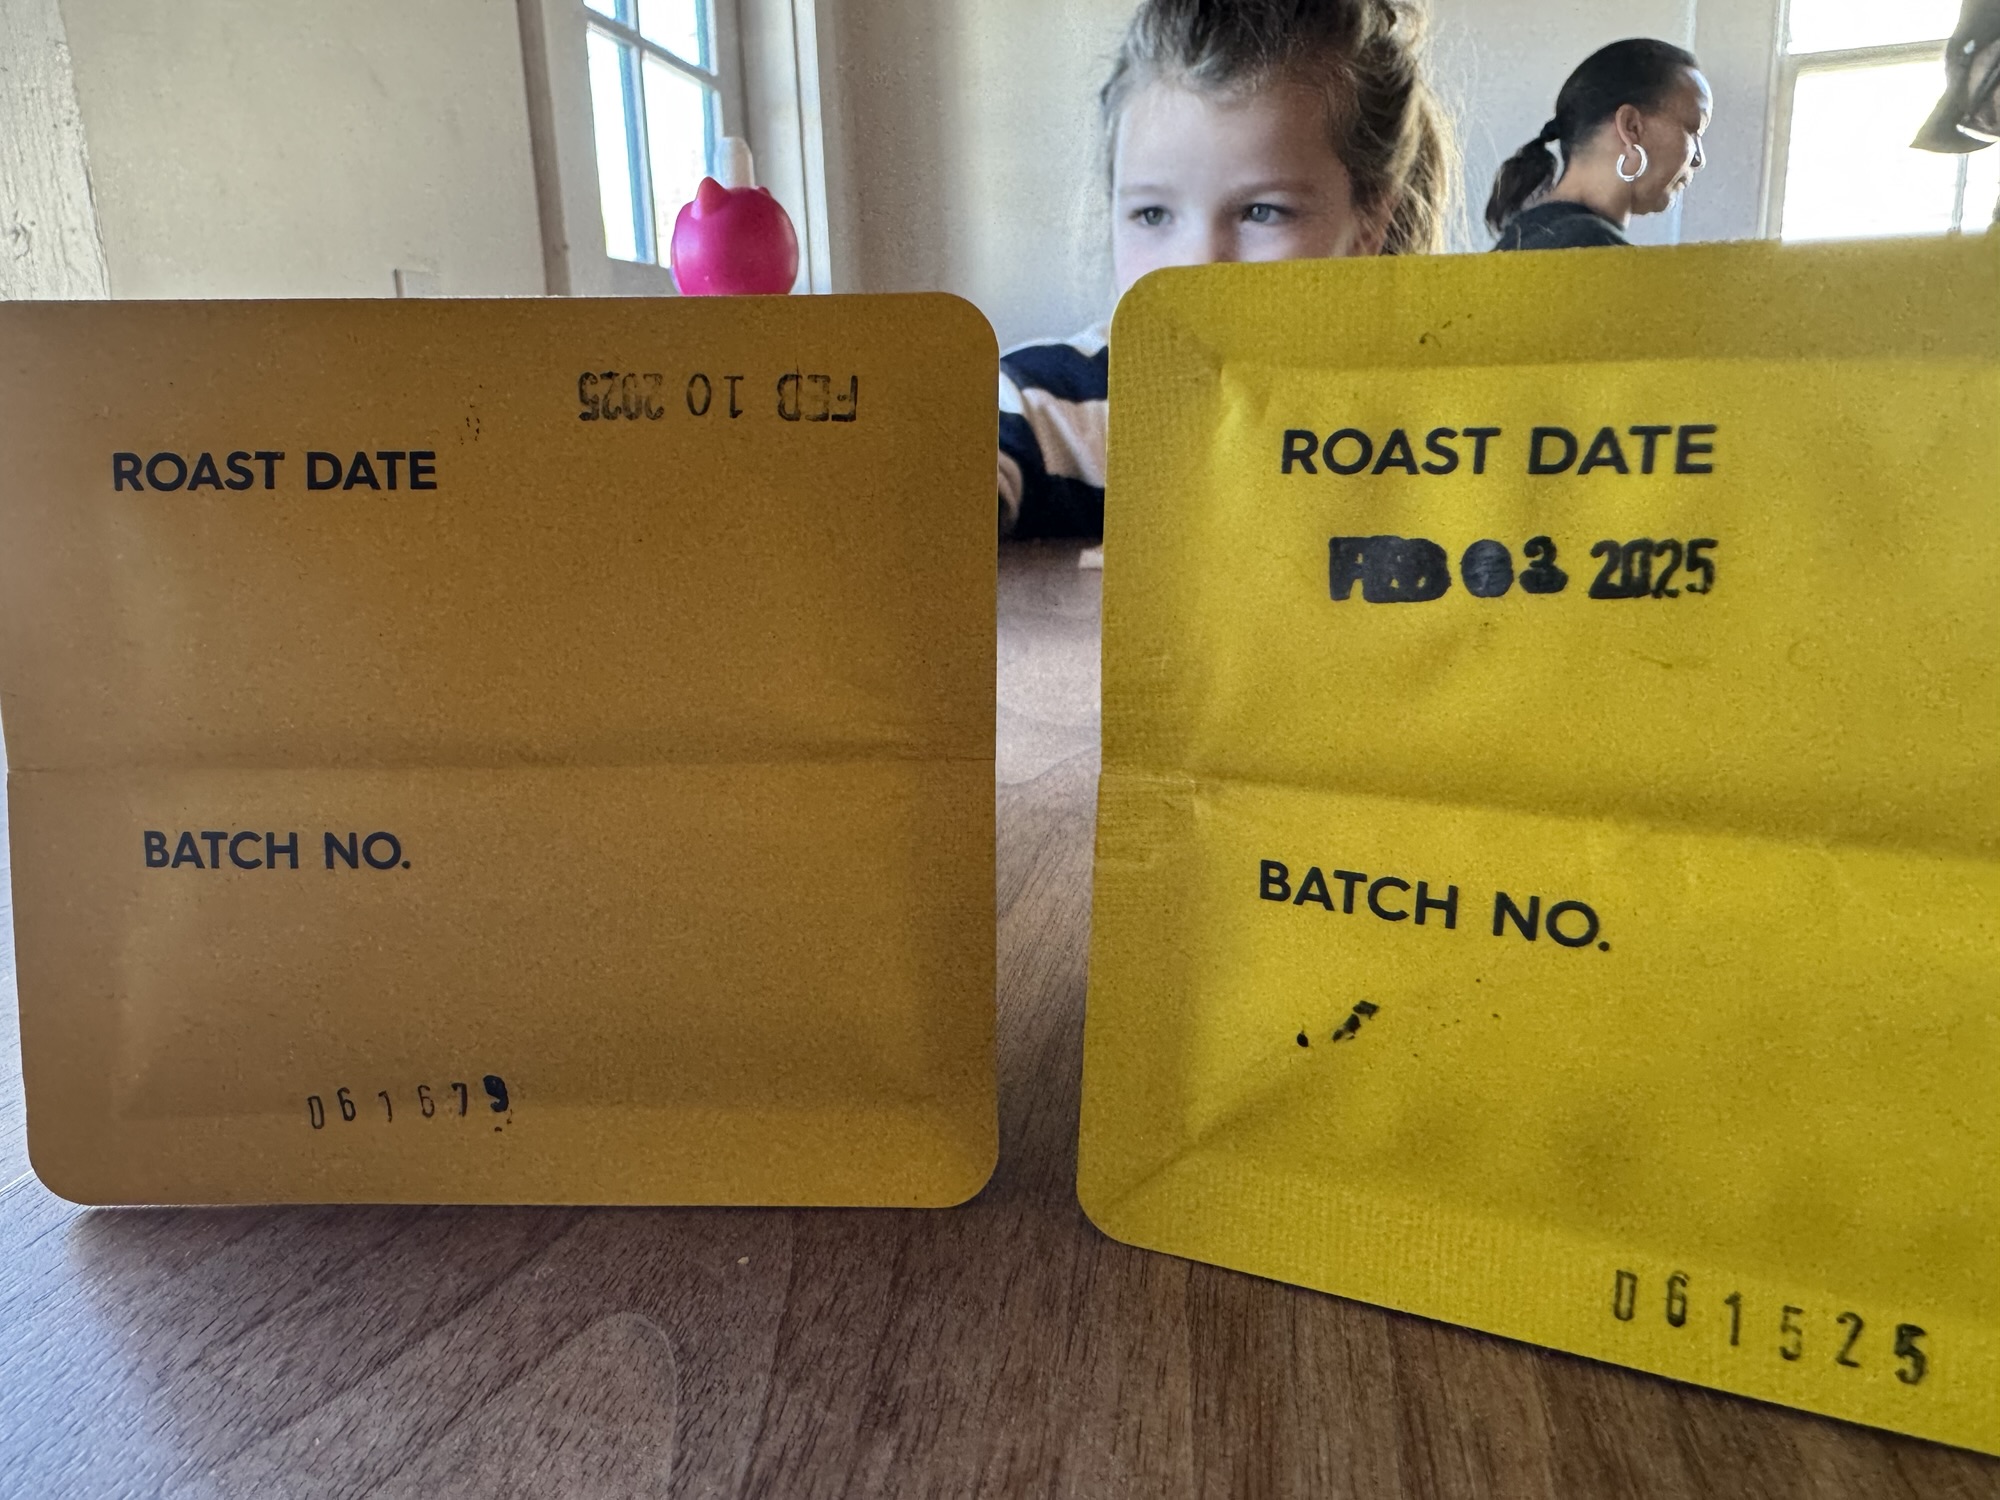 FEB 10 2025
ROAST DATE
BATCH NO.
061679
ROAST DATE
FEB 03 2025
BATCH NO.
061525